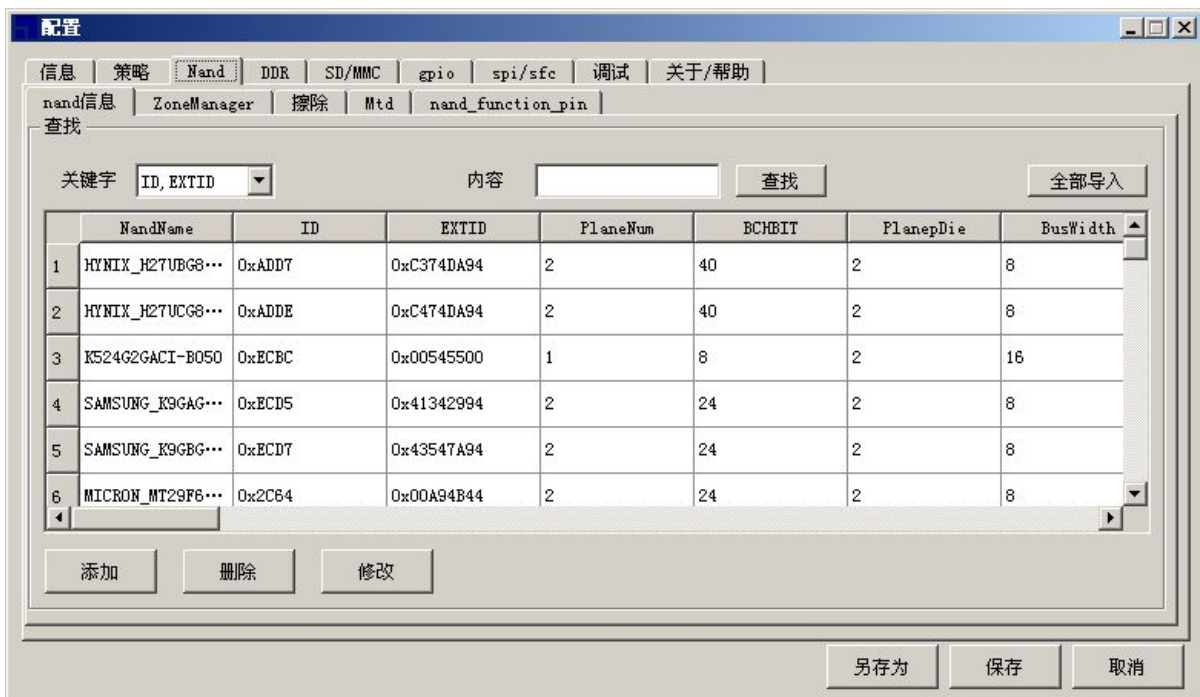 配置
信息 策略 Nand DDR SD/MMC gpio spi/sfc 调试 关于/帮助
nand信息 ZoneManager 擦除 Mtd nand_function_pin
查找
关键字 ID,EXTID 内容 查找 全部导入
NandName ID EXTID PlaneNum BCHBIT PlanepDie BusWidth
1 HYNIX_H27UBG8… 0xADD7 0xC374DA94 2 40 2 8
2 HYNIX_H27UCG8… 0xADDE 0xC474DA94 2 40 2 8
3 K524G2GACI-B050 0xECBC 0x00545500 1 8 2 16
4 SAMSUNG_K9GAG… 0xECD5 0x41342994 2 24 2 8
5 SAMSUNG_K9GBG… 0xECD7 0x43547A94 2 24 2 8
6 MICRON_MT29F6… 0x2C64 0x00A94B44 2 24 2 8
添加 删除 修改
另存为 保存 取消